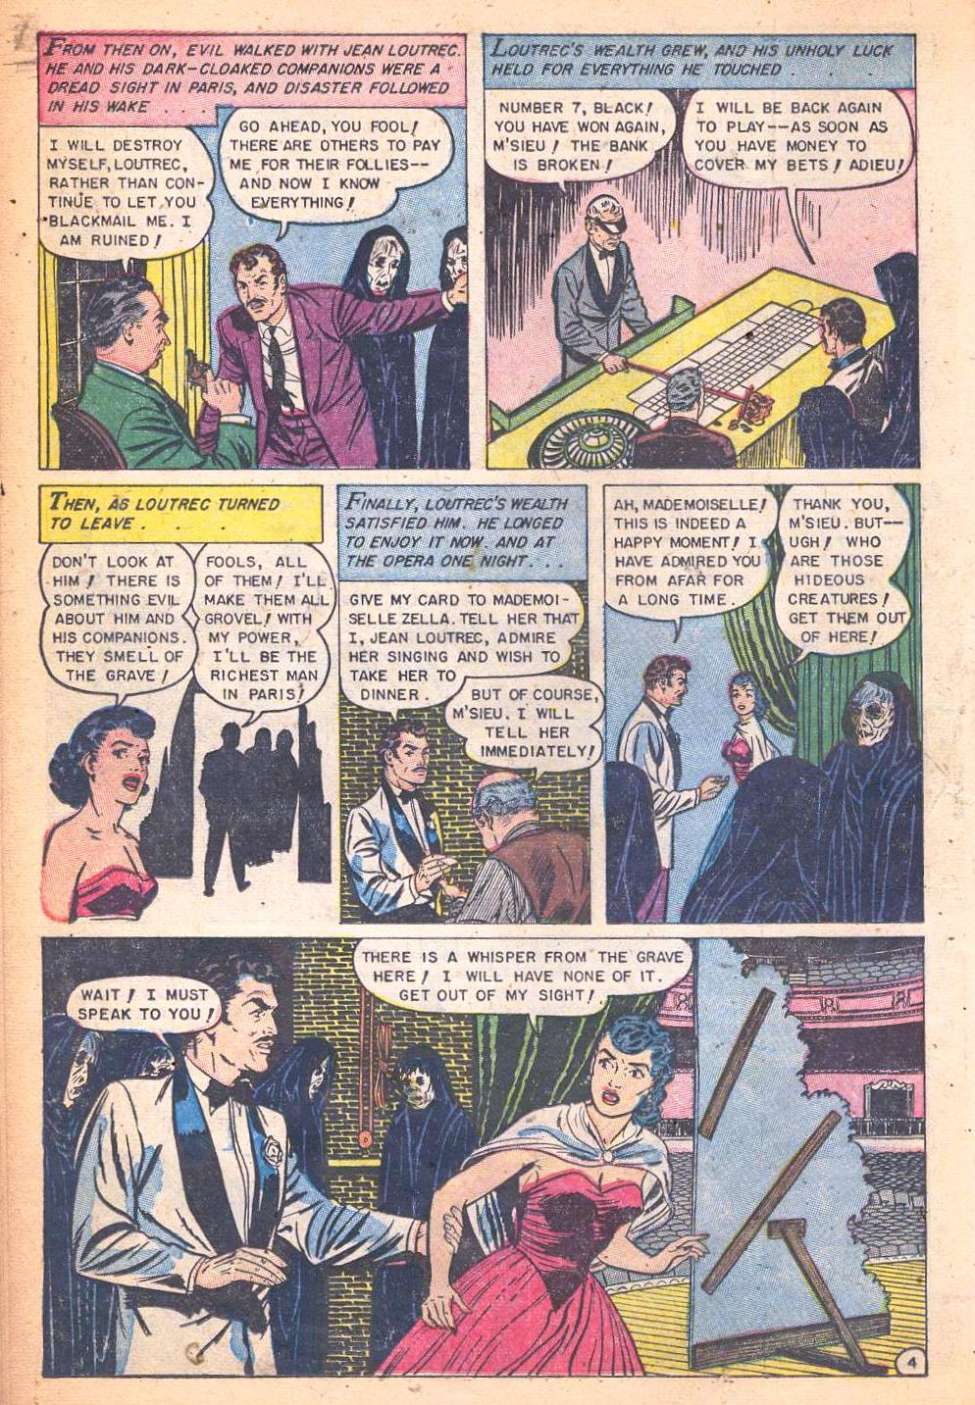 FROM THEN ON, EVIL WALKED WITH JEAN LOUTREC.
HE AND HIS DARK-CLOAKED COMPANIONS WERE A
DREAD SIGHT IN PARIS, AND DISASTER FOLLOWED
IN HIS WAKE . . .
I WILL DESTROY
MYSELF, LOUTREC,
RATHER THAN CON-
TINUE TO LET YOU
BLACKMAIL ME. I
AM RUINED!
GO AHEAD, YOU FOOL!
THERE ARE OTHERS TO PAY
ME FOR THEIR FOLLIES--
AND NOW I KNOW
EVERYTHING!
LOUTREC'S WEALTH GREW, AND HIS UNHOLY LUCK
HELD FOR EVERYTHING HE TOUCHED . . . .
NUMBER 7, BLACK!
YOU HAVE WON AGAIN,
M'SIEU! THE BANK
IS BROKEN!
I WILL BE BACK AGAIN
TO PLAY--AS SOON AS
YOU HAVE MONEY TO
COVER MY BETS! ADIEU!
THEN, AS LOUTREC TURNED
TO LEAVE . . . .
DON'T LOOK AT
HIM! THERE IS
SOMETHING EVIL
ABOUT HIM AND
HIS COMPANIONS.
THEY SMELL OF
THE GRAVE!
FOOLS, ALL
OF THEM! I'LL
MAKE THEM ALL
GROVEL! WITH
MY POWER,
I'LL BE THE
RICHEST MAN
IN PARIS!
FINALLY, LOUTREC'S WEALTH
SATISFIED HIM. HE LONGED
TO ENJOY IT NOW. AND AT
THE OPERA ONE NIGHT. . .
GIVE MY CARD TO MADEMOI-
SELLE ZELLA. TELL HER THAT
I, JEAN LOUTREC, ADMIRE
HER SINGING AND WISH TO
TAKE HER TO
DINNER.
BUT OF COURSE,
M'SIEU. I WILL
TELL HER
IMMEDIATELY!
AH, MADEMOISELLE!
THIS IS INDEED A
HAPPY MOMENT! I
HAVE ADMIRED YOU
FROM AFAR FOR
A LONG TIME.
THANK YOU,
M'SIEU. BUT--
UGH! WHO
ARE THOSE
HIDEOUS
CREATURES!
GET THEM OUT
OF HERE!
WAIT! I MUST
SPEAK TO YOU!
THERE IS A WHISPER FROM THE GRAVE
HERE! I WILL HAVE NONE OF IT.
GET OUT OF MY SIGHT!
4